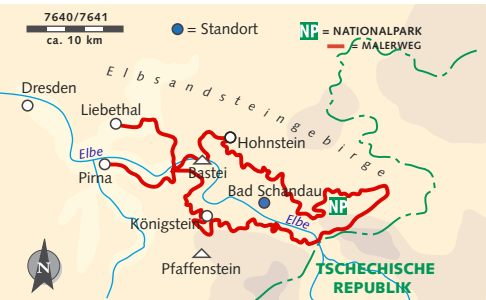 7640/7641
ca. 10 km
= Standort
NP = NATIONALPARK
= MALERWEG
Elbsandsteingebirge
Dresden
Liebethal
Hohnstein
Elbe
Pirna
Bastei
Bad Schandau
NP
Königstein
Elbe
Pfaffenstein
N
TSCHECHISCHE
REPUBLIK